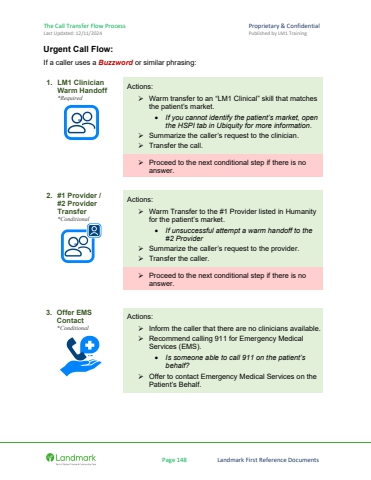 The Call Transfer Flow Process
Proprietary & Confidential
Last Updated: 12/11/2024
Published by LM1 Training
Urgent Call Flow:
If a caller uses a Buzzword or similar phrasing:
1. LM1 Clinician
Warm Handoff
*Required
Actions:
➢ Warm transfer to an "LM1 Clinical" skill that matches
the patient's market.
• If you cannot identify the patient's market, open
the HSPI tab in Ubiquity for more information.
➢ Summarize the caller's request to the clinician.
➢ Transfer the call.
➢ Proceed to the next conditional step if there is no
answer.
2. #1 Provider /
#2 Provider
Transfer
*Conditional
Actions:
➢ Warm Transfer to the #1 Provider listed in Humanity
for the patient's market.
• If unsuccessful attempt a warm handoff to the
#2 Provider
➢ Summarize the caller's request to the provider.
➢ Transfer the caller.
➢ Proceed to the next conditional step if there is no
answer.
3. Offer EMS
Contact
*Conditional
Actions:
➢ Inform the caller that there are no clinicians available.
➢ Recommend calling 911 for Emergency Medical
Services (EMS).
• Is someone able to call 911 on the patient's
behalf?
➢ Offer to contact Emergency Medical Services on the
Patient's Behalf.
Landmark
Page 148
Landmark First Reference Documents